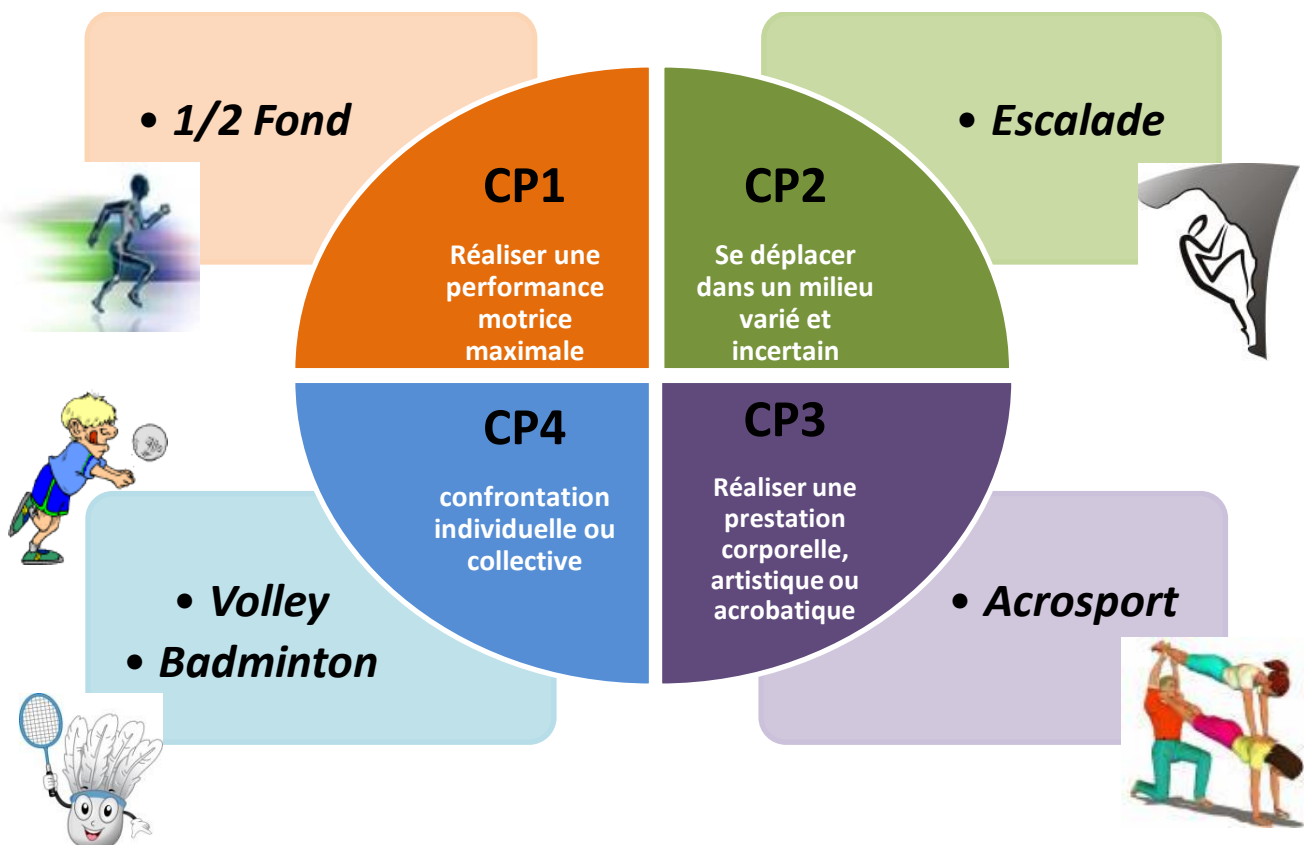 • 1/2 Fond
CP1
Réaliser une
performance
motrice
maximale
• Escalade
CP2
Se déplacer
dans un milieu
varié et
incertain
CP4
confrontation
individuelle ou
collective
• Volley
• Badminton
CP3
Réaliser une
prestation
corporelle,
artistique ou
acrobatique
• Acrosport